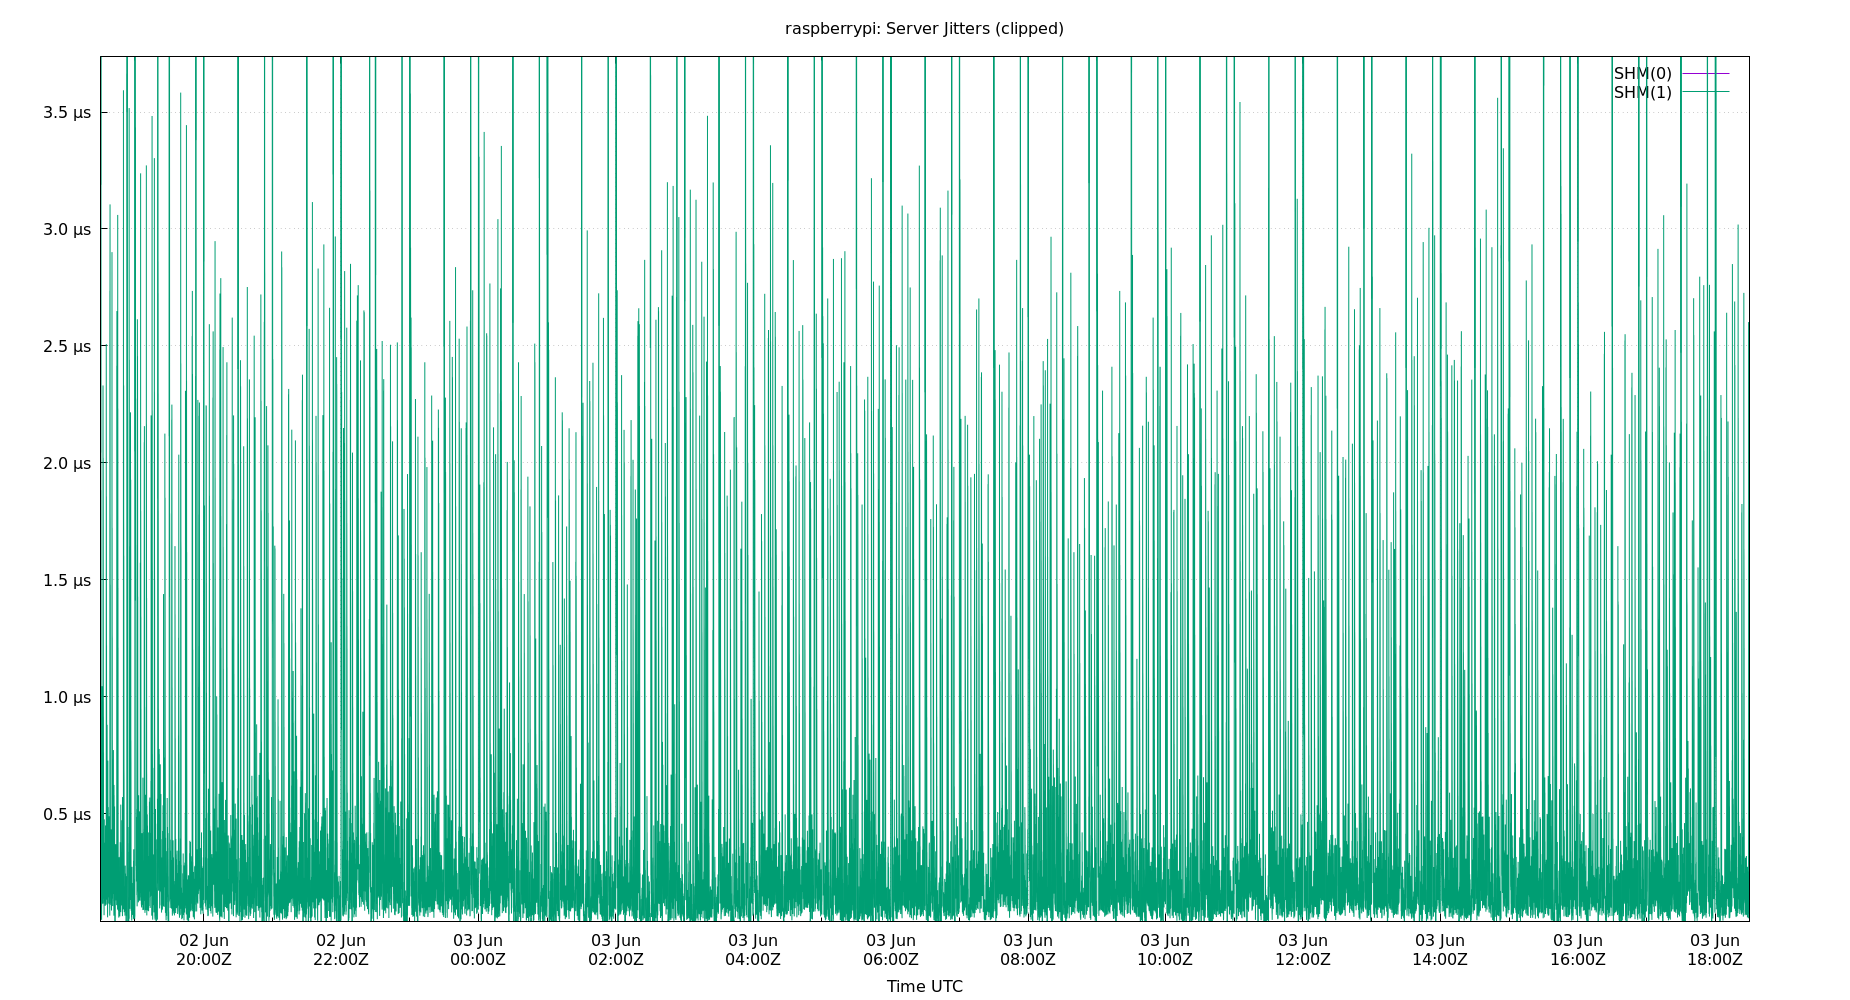 raspberrypi: Server Jitters (clipped)
SHM(0)
SHM(1)
3.5 µs
3.0 µs
2.5 µs
2.0 µs
1.5 µs
1.0 µs
0.5 µs
02 Jun 02 Jun 03 Jun 03 Jun 03 Jun 03 Jun 03 Jun 03 Jun 03 Jun 03 Jun 03 Jun 03 Jun
20:00Z 22:00Z 00:00Z 02:00Z 04:00Z 06:00Z 08:00Z 10:00Z 12:00Z 14:00Z 16:00Z 18:00Z
Time UTC